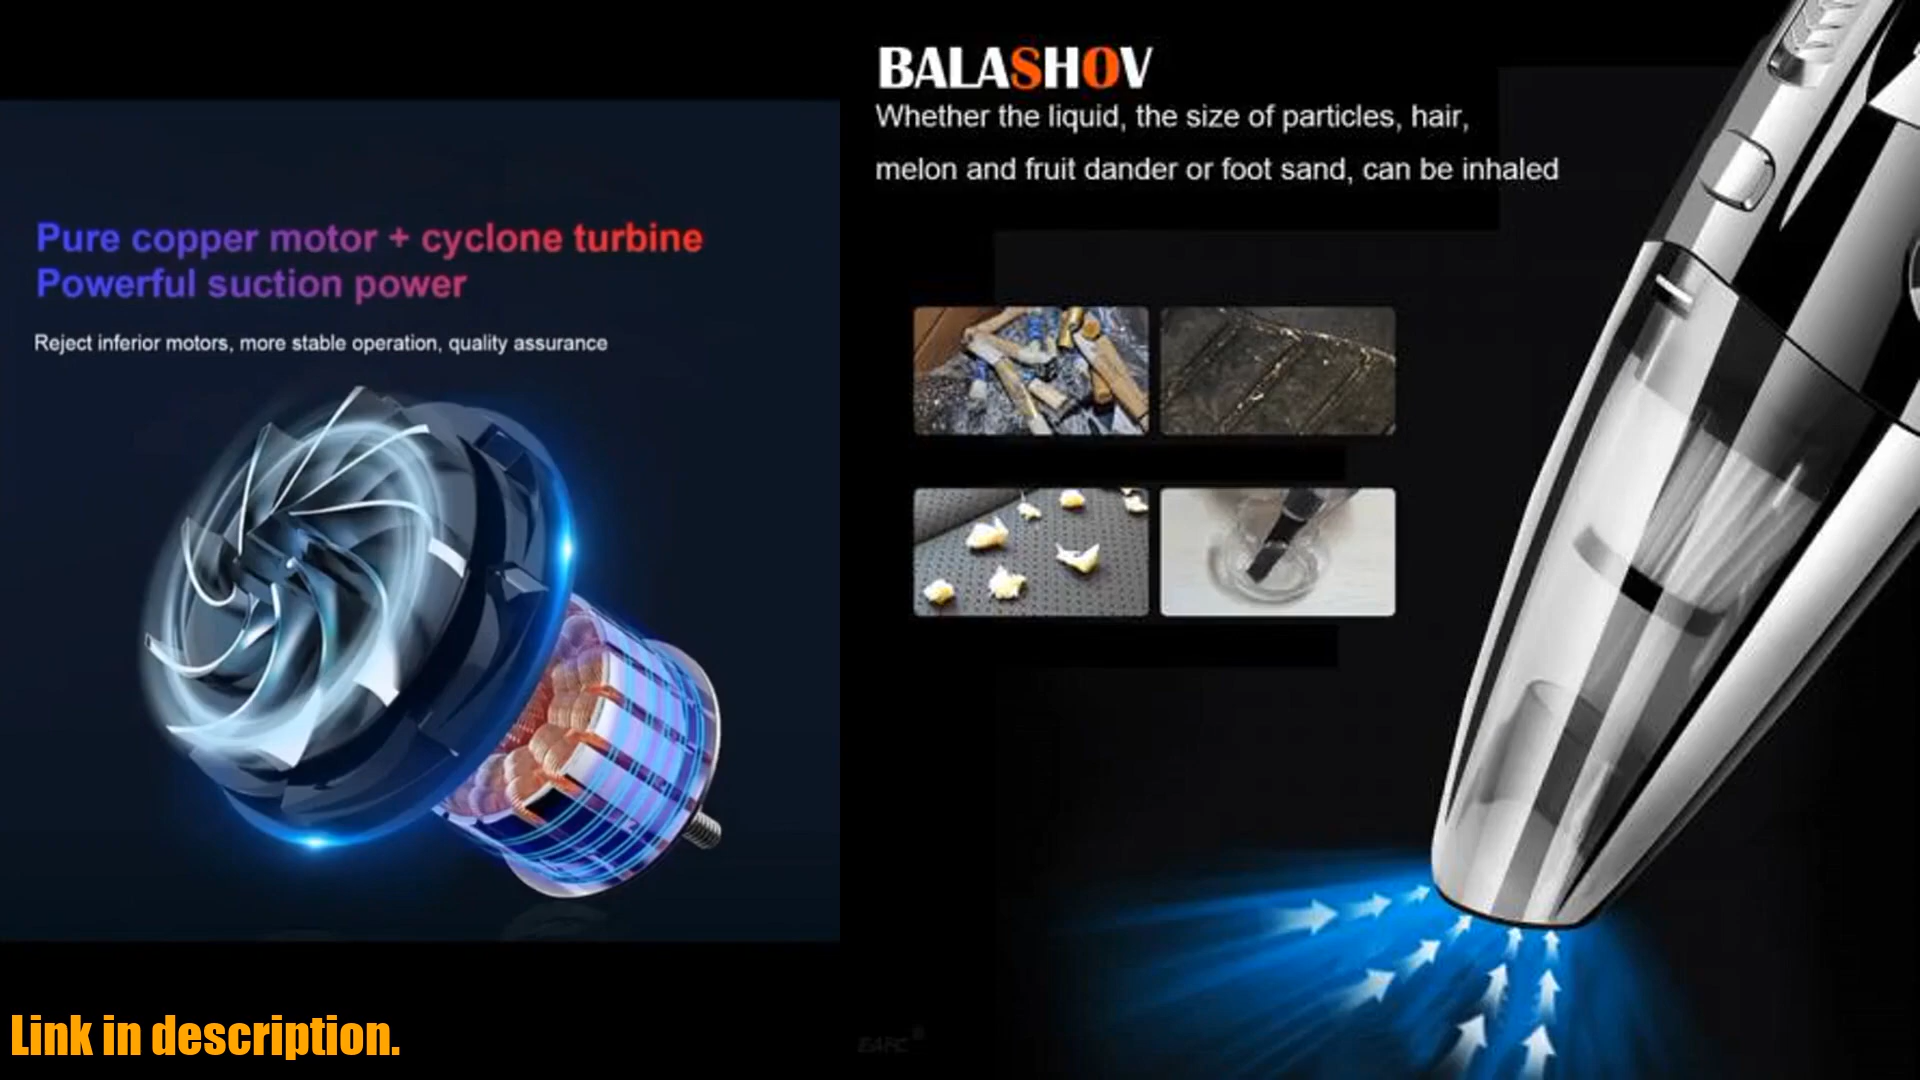 Pure copper motor + cyclone turbine
Powerful suction power
Reject inferior motors, more stable operation, quality assurance
BALASHOV
Whether the liquid, the size of particles, hair,
melon and fruit dander or foot sand, can be inhaled
Link in description.